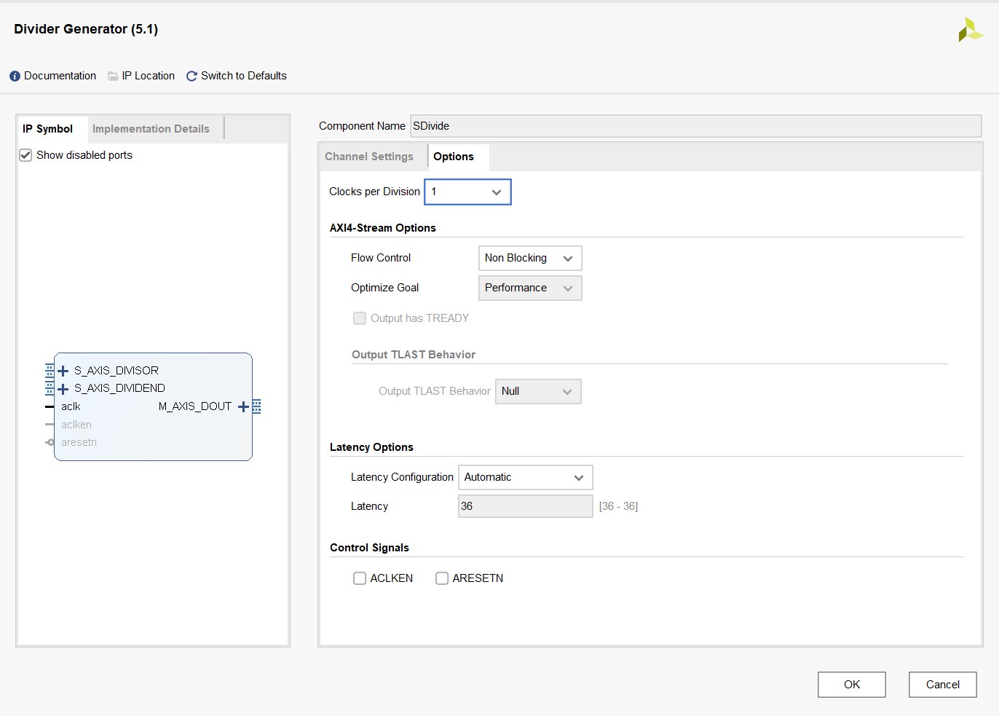 Divider Generator (5.1)
Documentation IP Location Switch to Defaults
IP Symbol Implementation Details
Show disabled ports
S_AXIS_DIVISOR
S_AXIS_DIVIDEND
aclk M_AXIS_DOUT
aclken
aresetn
Component Name SDivide
Channel Settings Options
Clocks per Division 1
AXI4-Stream Options
Flow Control Non Blocking
Optimize Goal Performance
Output has TREADY
Output TLAST Behavior
Output TLAST Behavior Null
Latency Options
Latency Configuration Automatic
Latency 36 [36 - 36]
Control Signals
ACLKEN ARESETN
OK Cancel